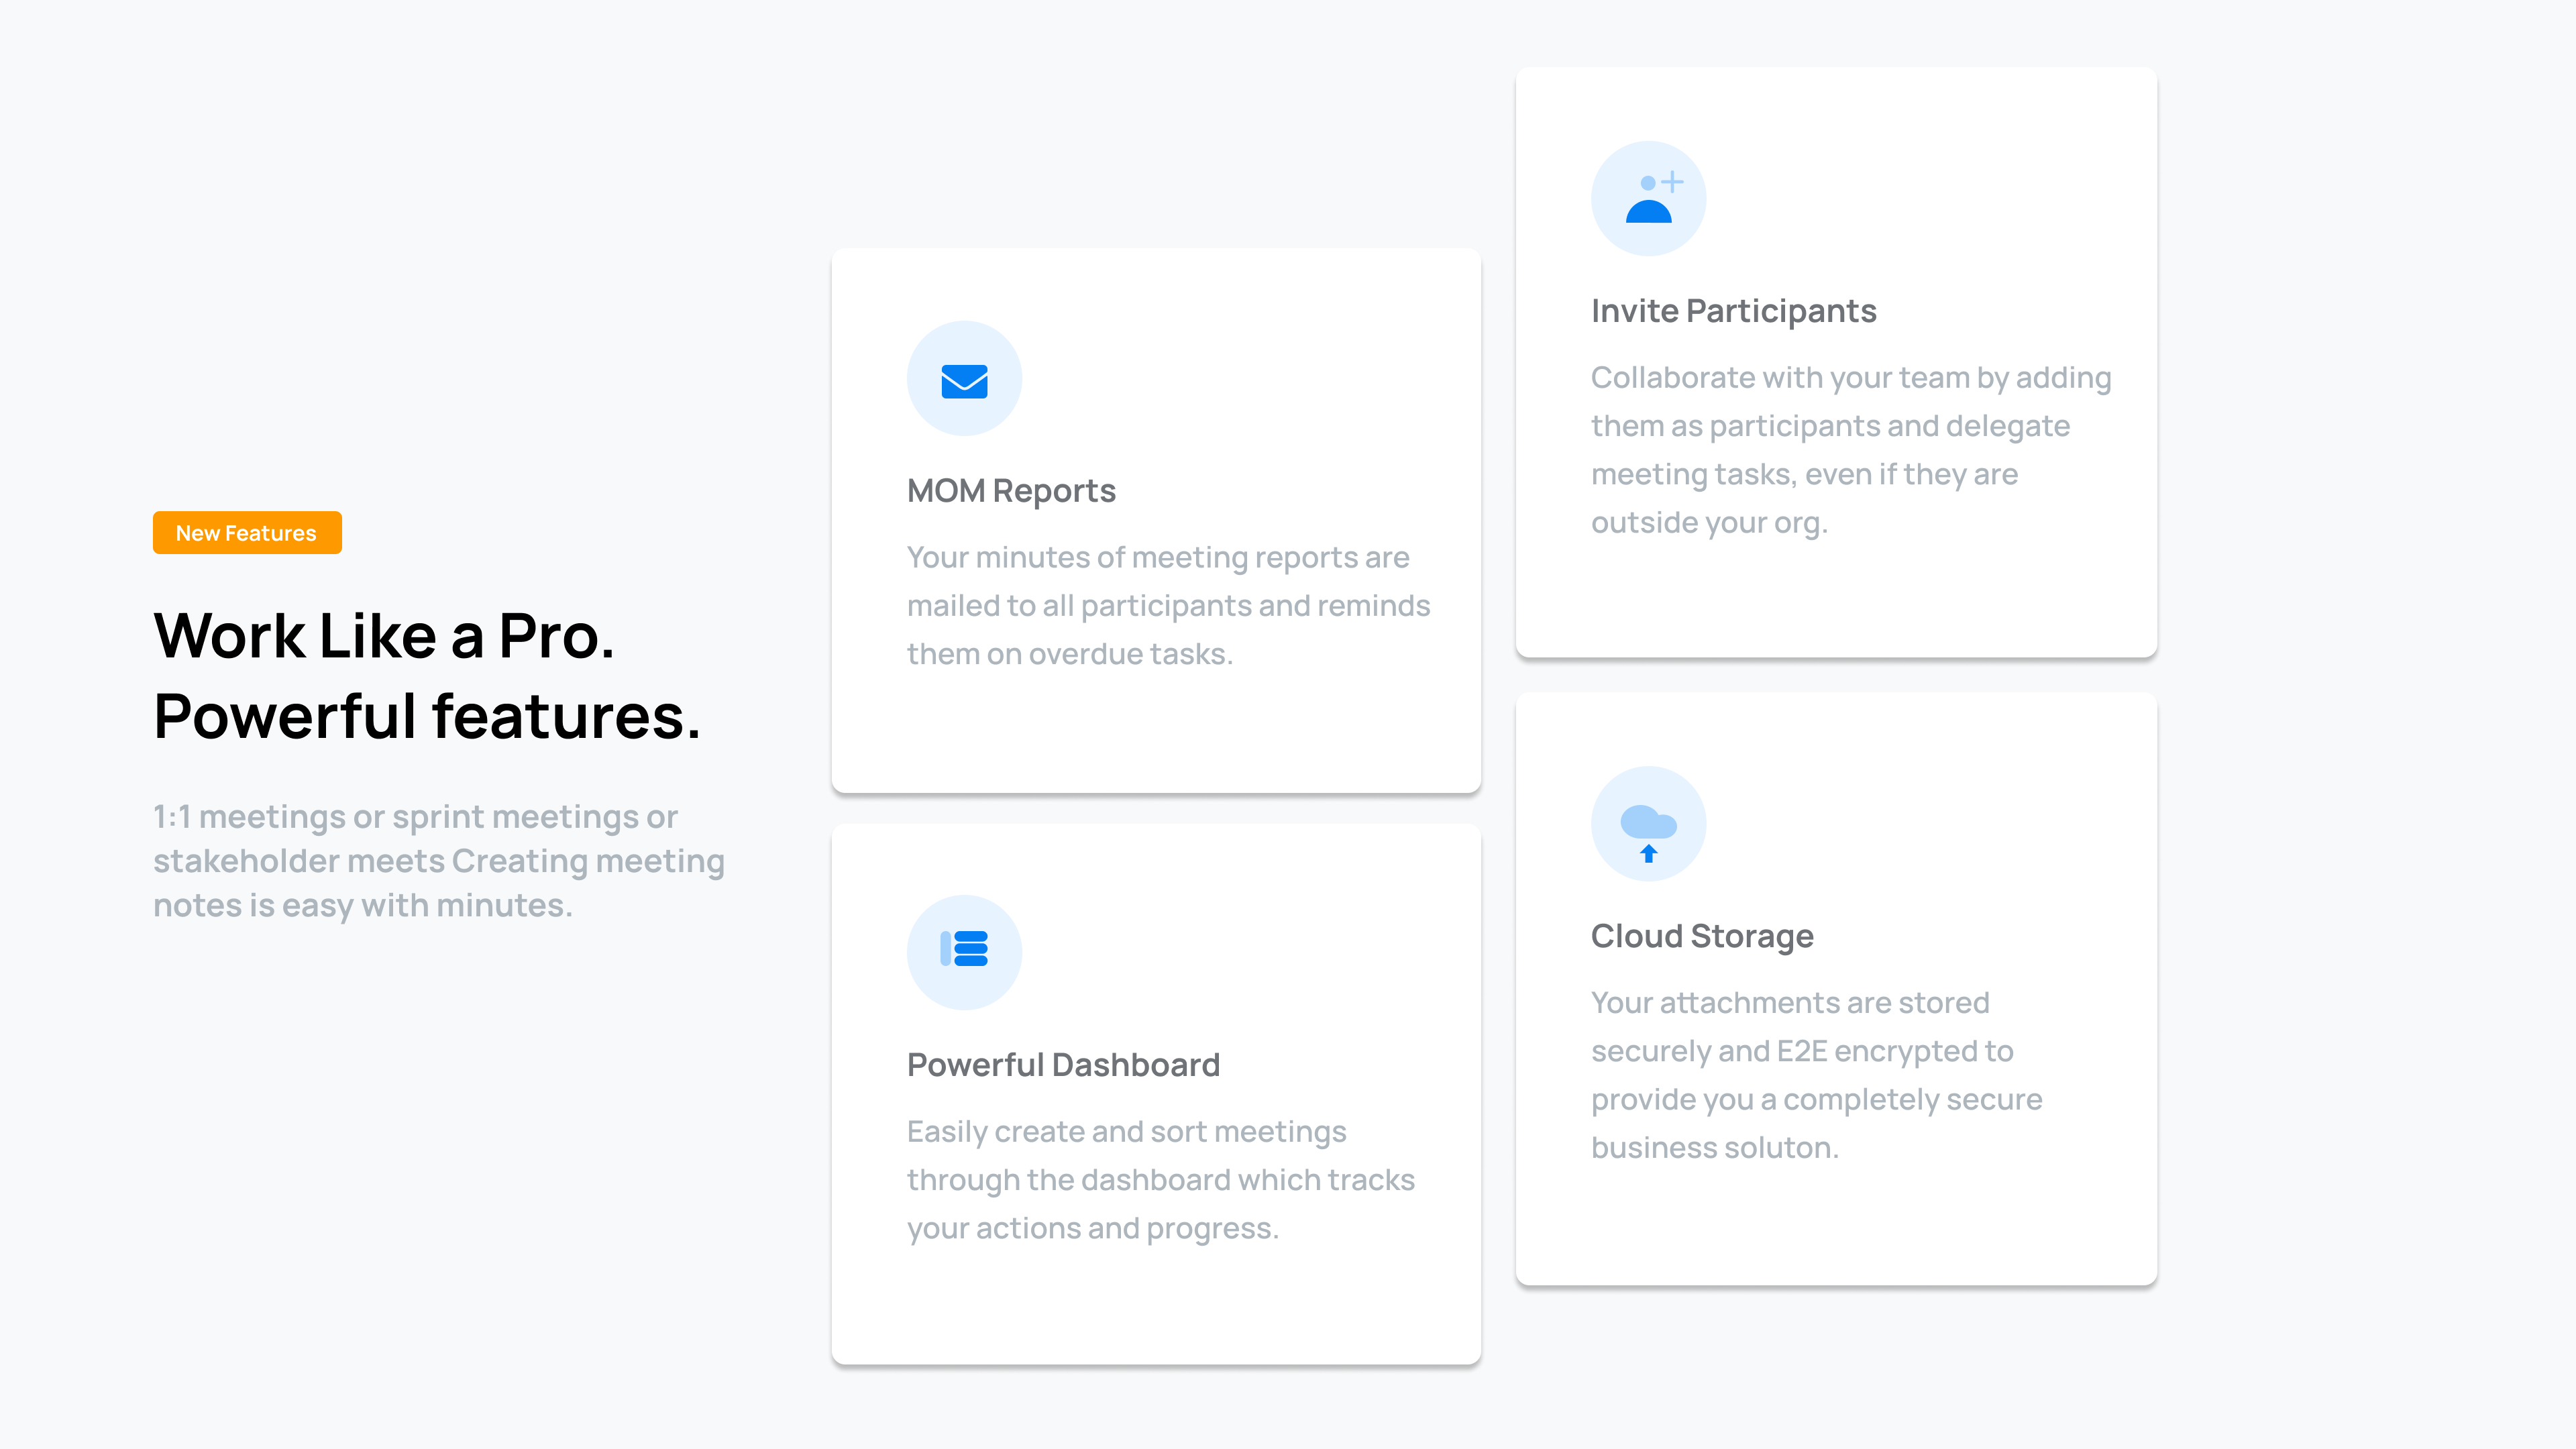 New Features
Work Like a Pro.
Powerful features.
1:1 meetings or sprint meetings or
stakeholder meets Creating meeting
notes is easy with minutes.
MOM Reports
Your minutes of meeting reports are
mailed to all participants and reminds
them on overdue tasks.
Powerful Dashboard
Easily create and sort meetings
through the dashboard which tracks
your actions and progress.
Invite Participants
Collaborate with your team by adding
them as participants and delegate
meeting tasks, even if they are
outside your org.
Cloud Storage
Your attachments are stored
securely and E2E encrypted to
provide you a completely secure
business soluton.